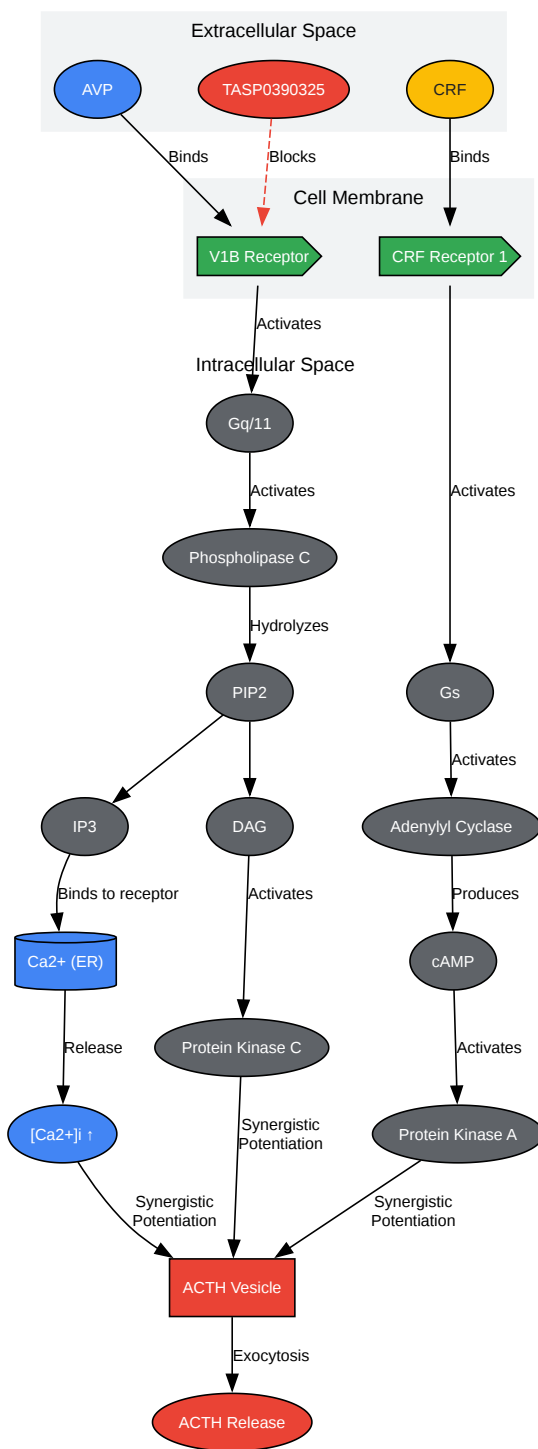 Extracellular Space
AVP
TASP0390325
CRF
Binds
Blocks
Binds
Cell Membrane
V1B Receptor
CRF Receptor 1
Activates
Intracellular Space
Gq/11
Activates
Activates
Phospholipase C
Hydrolyzes
PIP2
Gs
Activates
IP3
DAG
Adenylyl Cyclase
Binds to receptor
Activates
Produces
Ca2+ (ER)
cAMP
Release
Protein Kinase C
Activates
[Ca2+]i ↑
Synergistic
Potentiation
Protein Kinase A
Synergistic
Potentiation
Synergistic
Potentiation
ACTH Vesicle
Exocytosis
ACTH Release